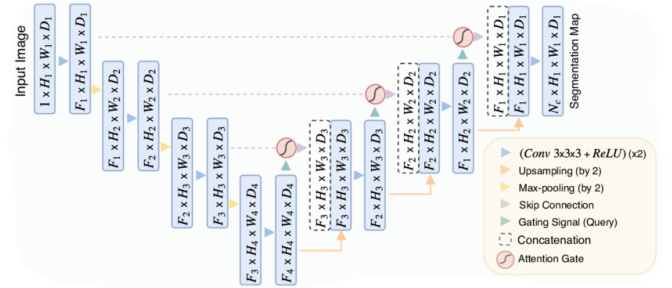 Input Image
1 x H₁ x W₁ x D₁
F₁ x H₁ x W₁ x D₁
F₁ x H₂ x W₂ x D₂
F₂ x H₂ x W₂ x D₂
F₂ x H₃ x W₃ x D₃
F₃ x H₃ x W₃ x D₃
F₃ x H₄ x W₄ x D₄
F₄ x H₄ x W₄ x D₄
F₃ x H₃ x W₃ x D₃
F₃ x H₃ x W₃ x D₃
F₂ x H₃ x W₃ x D₃
F₂ x H₂ x W₂ x D₂
F₂ x H₂ x W₂ x D₂
F₁ x H₂ x W₂ x D₂
F₁ x H₁ x W₁ x D₁
F₁ x H₁ x W₁ x D₁
N꜀ x H₁ x W₁ x D₁
Segmentation Map
(Conv 3x3x3 + ReLU) (x2)
Upsampling (by 2)
Max-pooling (by 2)
Skip Connection
Gating Signal (Query)
Concatenation
Attention Gate